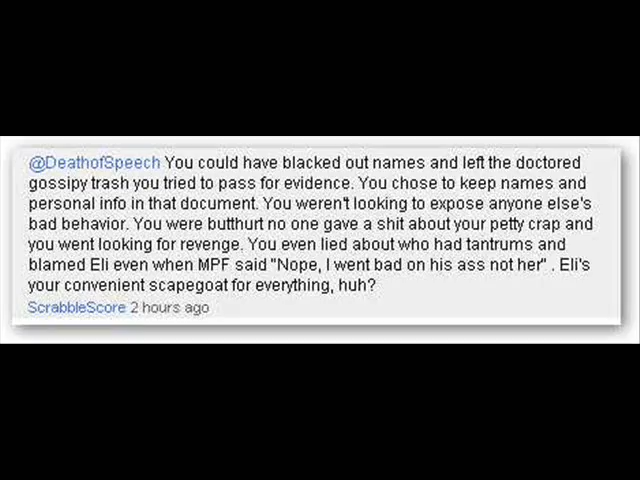 @DeathofSpeech You could have blacked out names and left the doctored
gossipy trash you tried to pass for evidence. You chose to keep names and
personal info in that document. You weren't looking to expose anyone else's
bad behavior. You were butthurt no one gave a shit about your petty crap and
you went looking for revenge. You even lied about who had tantrums and
blamed Eli even when MPF said "Nope, I went bad on his ass not her" . Eli's
your convenient scapegoat for everything, huh?
ScrabbleScore 2 hours ago